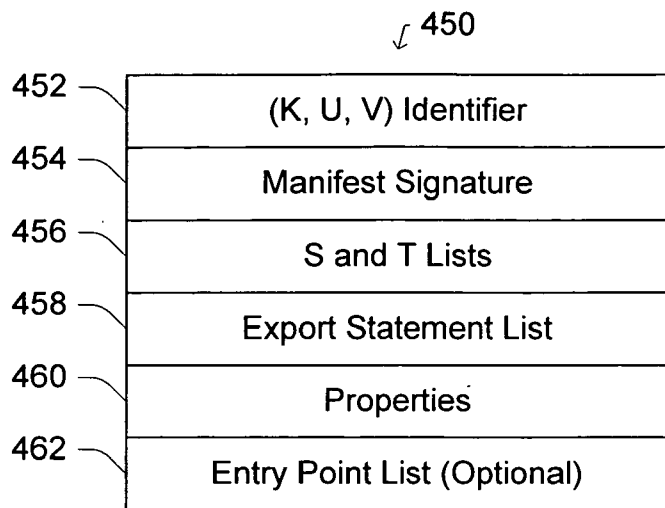 450
452 (K, U, V) Identifier
454 Manifest Signature
456 S and T Lists
458 Export Statement List
460 Properties
462 Entry Point List (Optional)